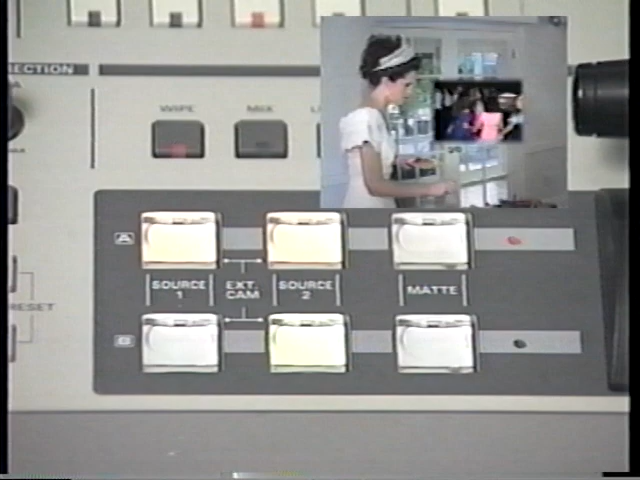 ECTION
WIPE
MIX
A
SOURCE
1
EXT.
CAM
SOURCE
2
MATTE
RESET
B